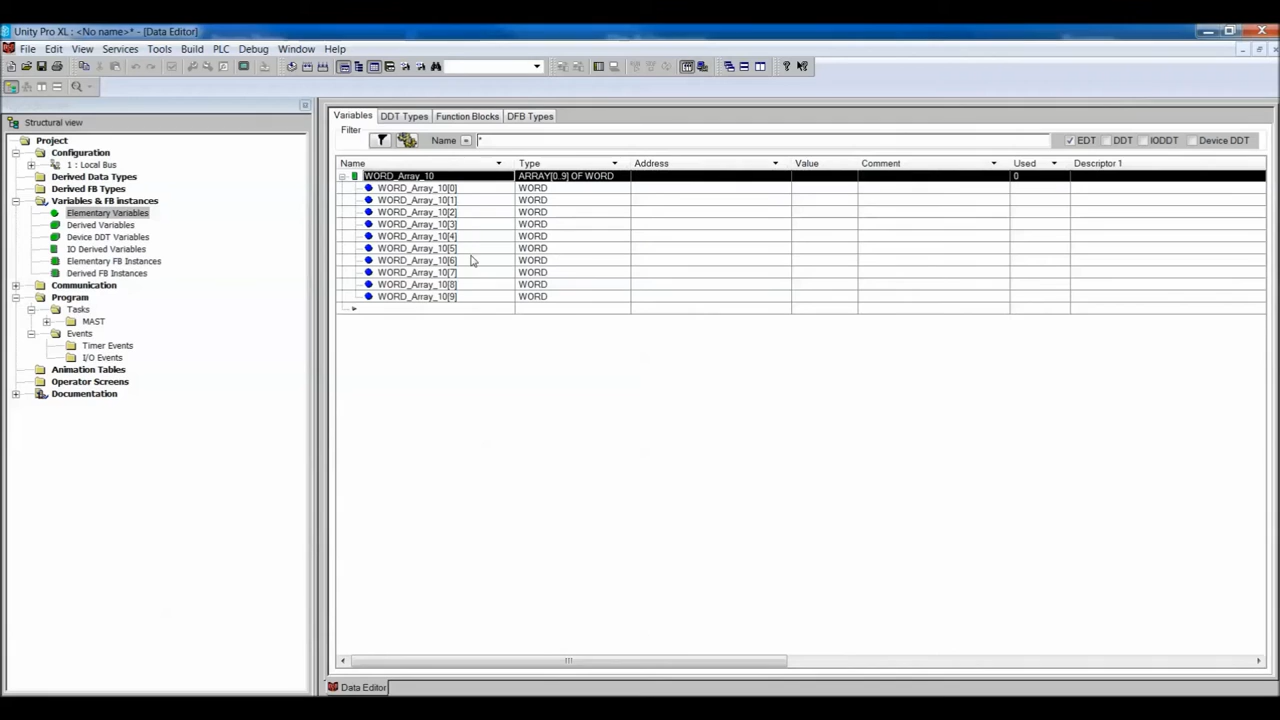 Unity Pro XL : <No name>* - [Data Editor]
File Edit View Services Tools Build PLC Debug Window Help
Structural view
Project
Configuration
1 : Local Bus
Derived Data Types
Derived FB Types
Variables & FB instances
Elementary Variables
Derived Variables
Device DDT Variables
IO Derived Variables
Elementary FB Instances
Derived FB Instances
Communication
Program
Tasks
MAST
Events
Timer Events
I/O Events
Animation Tables
Operator Screens
Documentation
Variables DDT Types Function Blocks DFB Types
Filter
Name = * EDT DDT IODDT Device DDT
Name Type Address Value Comment Used Descriptor 1
WORD_Array_10 ARRAY[0..9] OF WORD 0
WORD_Array_10[0] WORD
WORD_Array_10[1] WORD
WORD_Array_10[2] WORD
WORD_Array_10[3] WORD
WORD_Array_10[4] WORD
WORD_Array_10[5] WORD
WORD_Array_10[6] WORD
WORD_Array_10[7] WORD
WORD_Array_10[8] WORD
WORD_Array_10[9] WORD
Data Editor